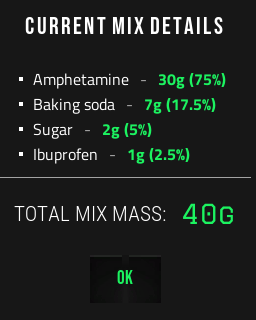 CURRENT MIX DETAILS
▪ Amphetamine - 30g (75%)
▪ Baking soda - 7g (17.5%)
▪ Sugar - 2g (5%)
▪ Ibuprofen - 1g (2.5%)
TOTAL MIX MASS: 40G
OK